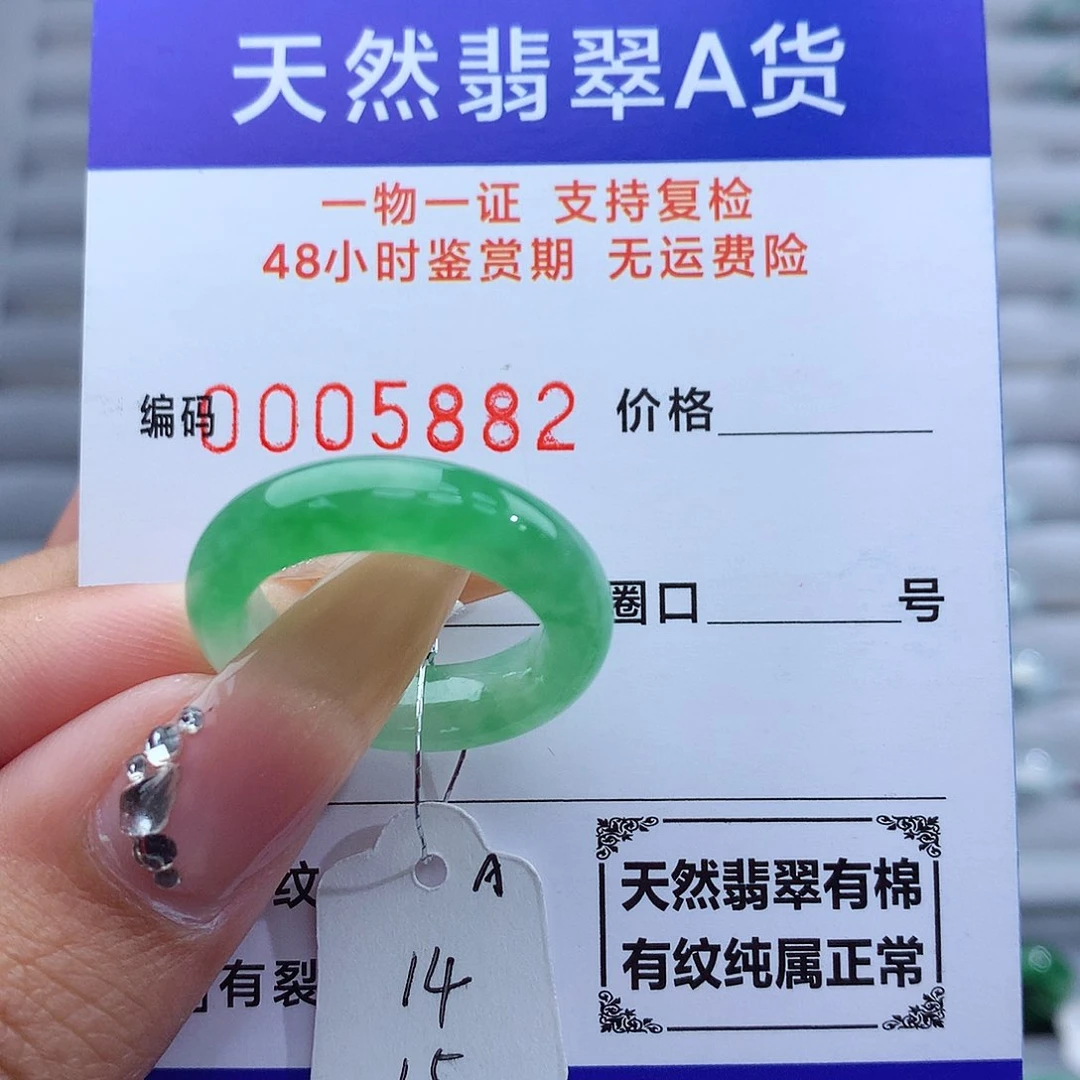 天然翡翠A货
一物一证 支持复检
48小时鉴赏期 无运费险
编码0005882 价格
圈口 号
纹
有裂
天然翡翠有棉
有纹纯属正常
A
14
15